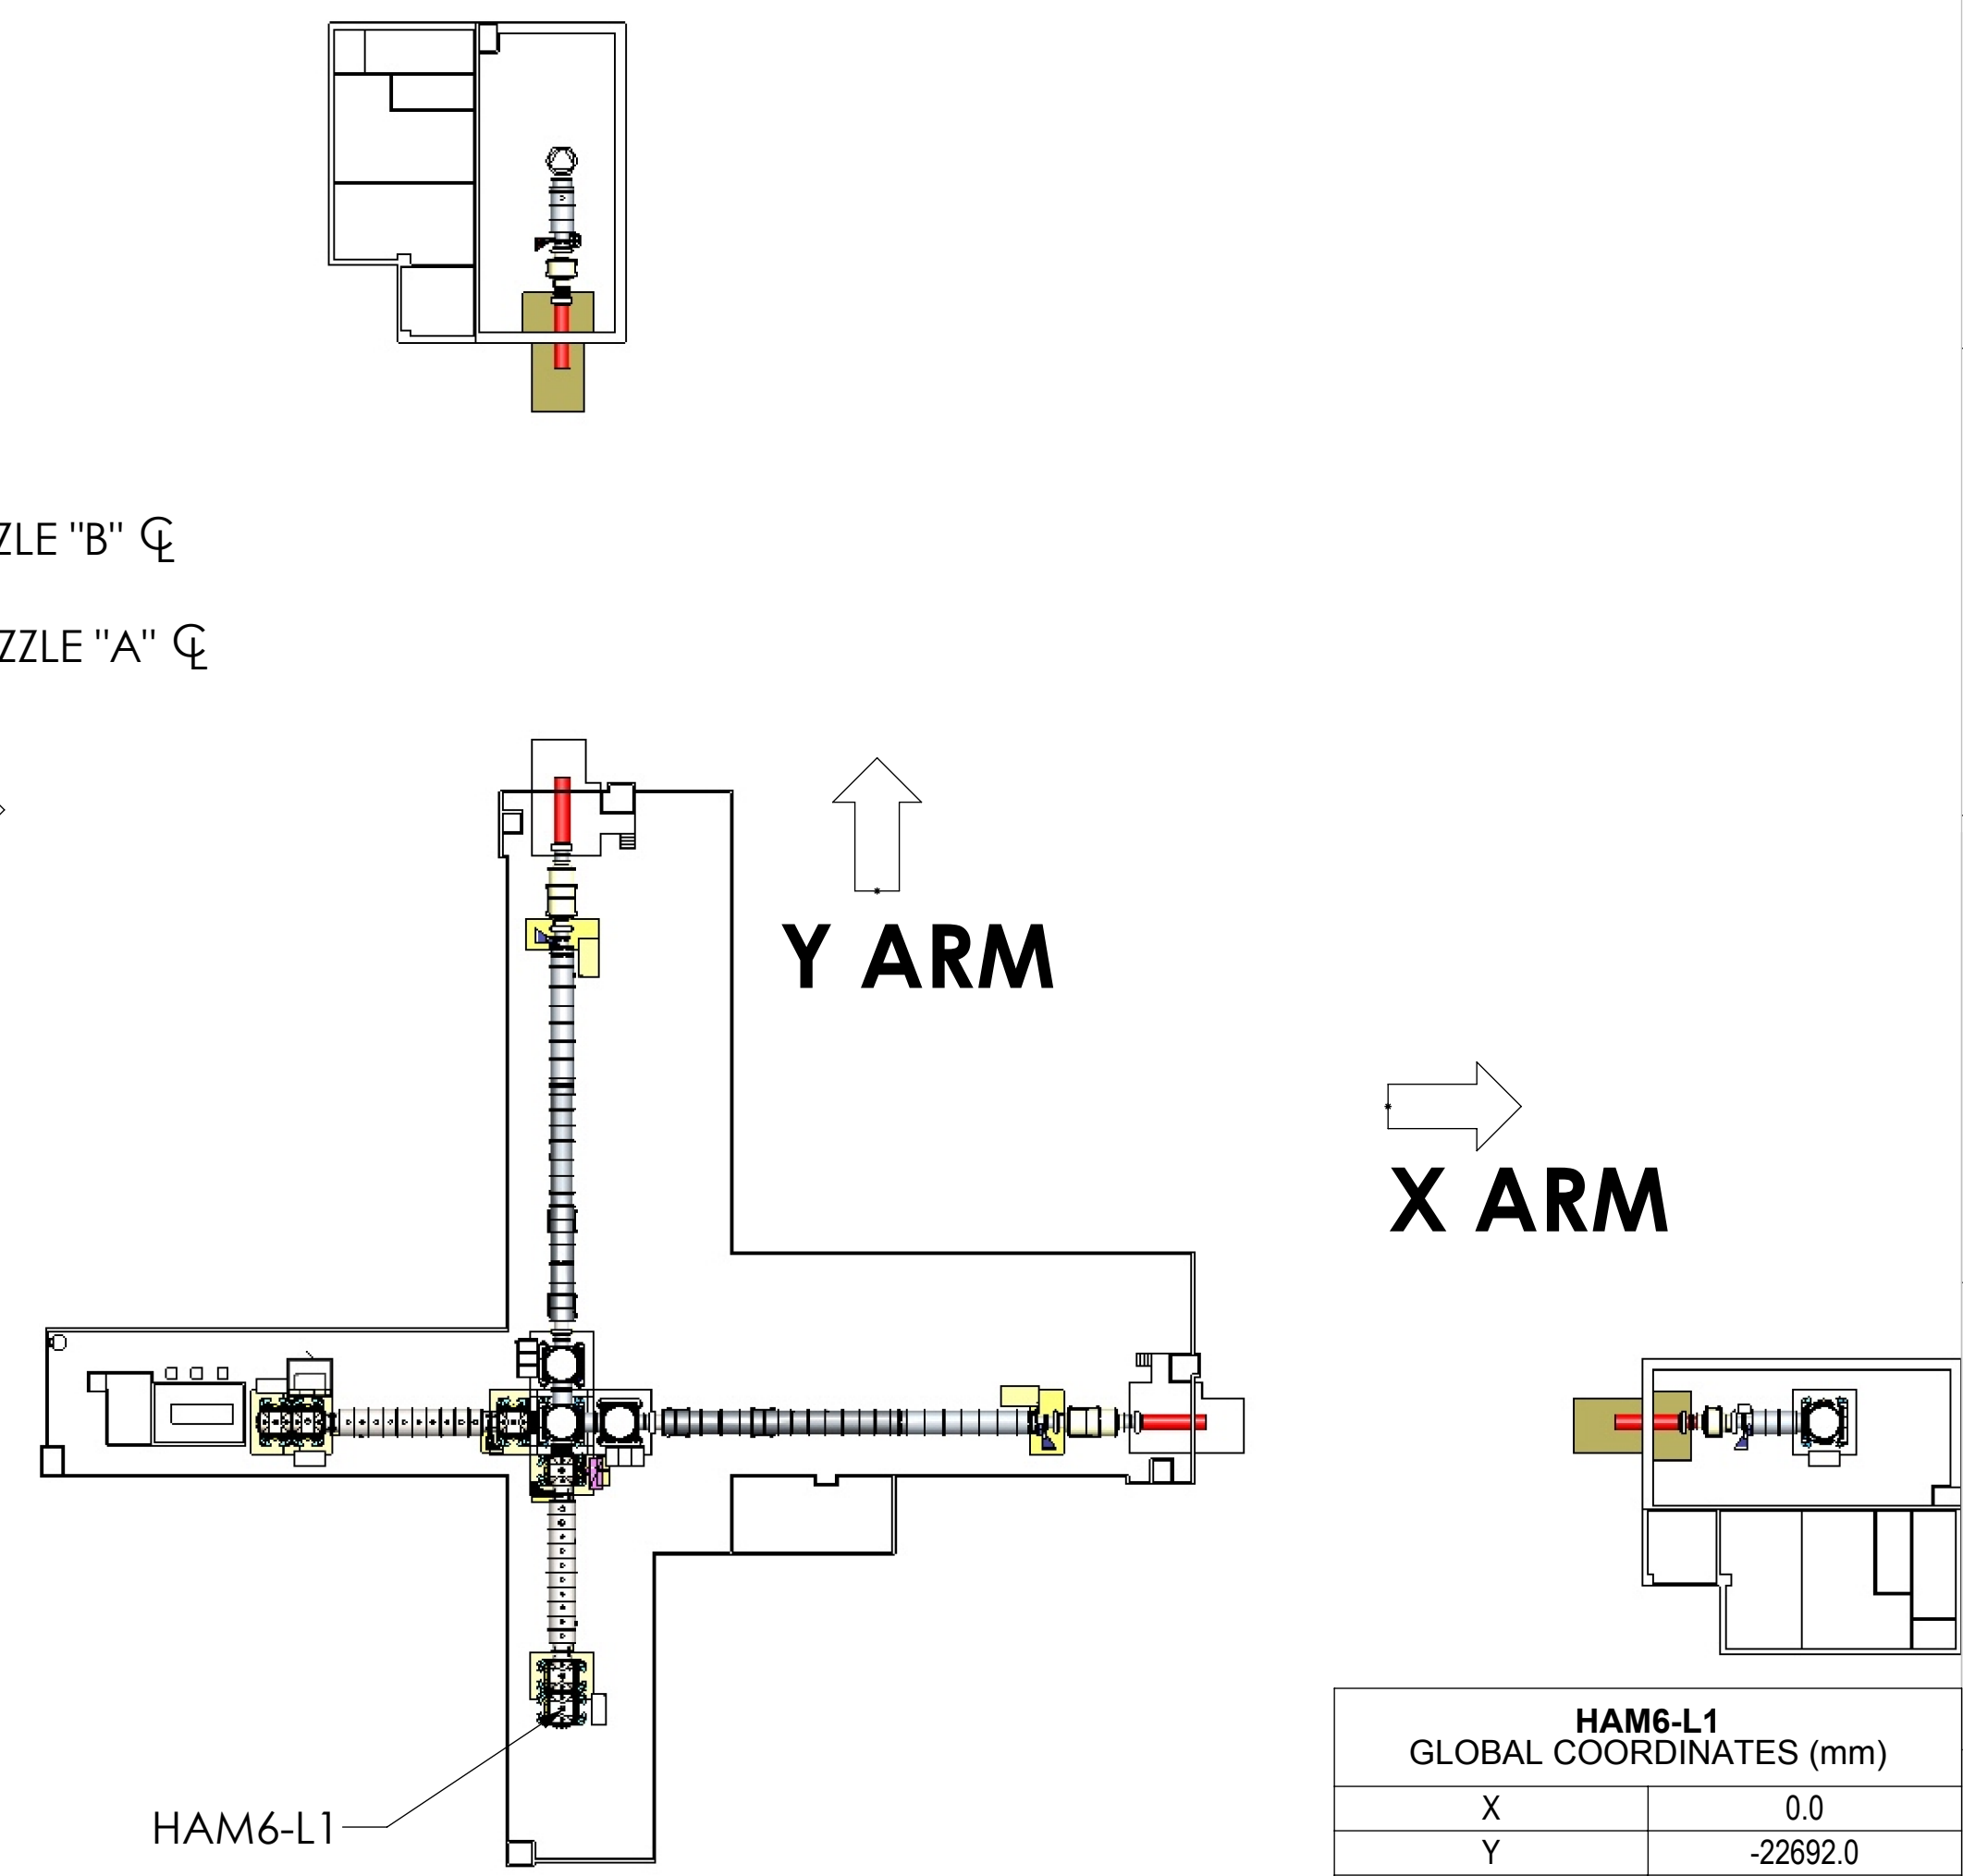 ZLE "B" ℄
ZZLE "A" ℄
Y ARM
X ARM
HAM6-L1
HAM6-L1
GLOBAL COORDINATES (mm)
X 0.0
Y -22692.0